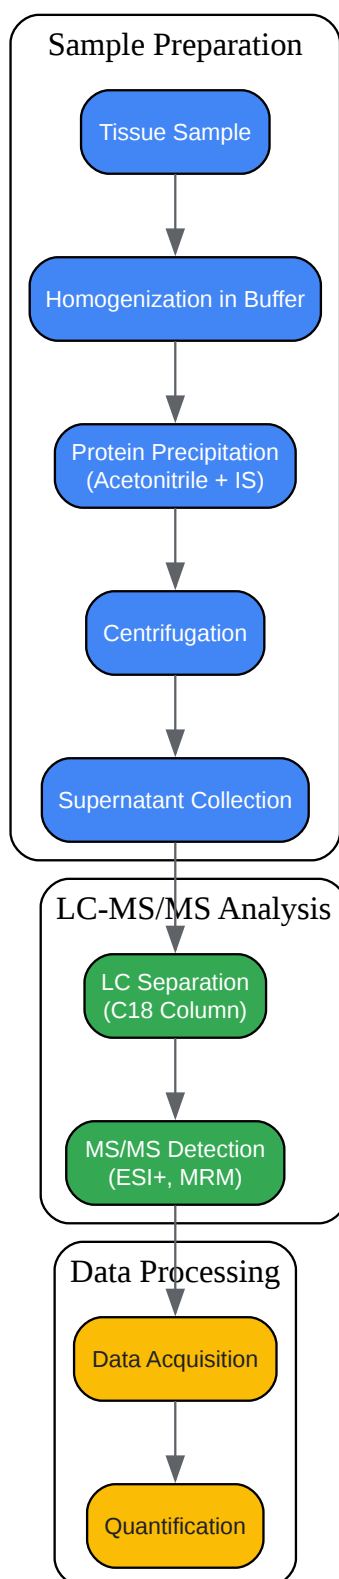 Sample Preparation
Tissue Sample
Homogenization in Buffer
Protein Precipitation
(Acetonitrile + IS)
Centrifugation
Supernatant Collection
LC-MS/MS Analysis
LC Separation
(C18 Column)
MS/MS Detection
(ESI+, MRM)
Data Processing
Data Acquisition
Quantification